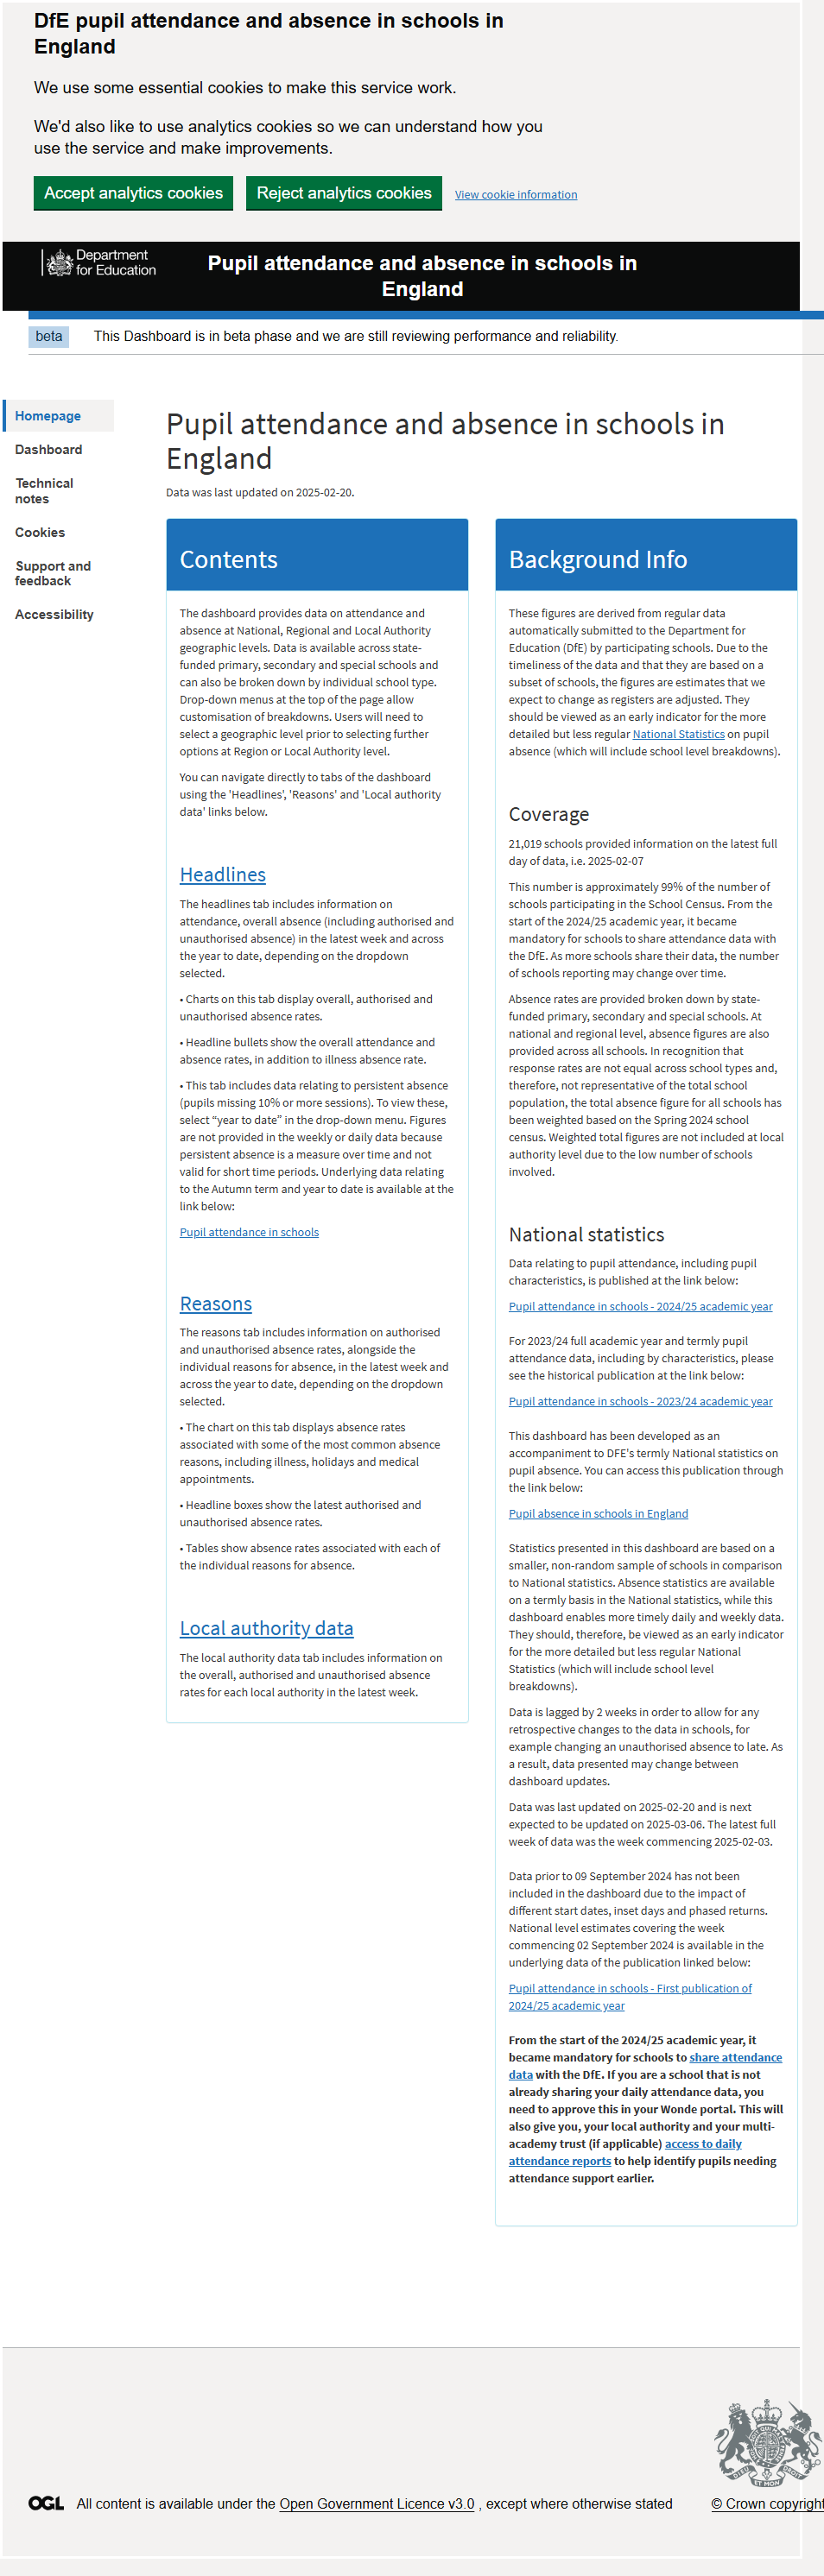 DfE pupil attendance and absence in schools in
England
We use some essential cookies to make this service work.
We'd also like to use analytics cookies so we can understand how you
use the service and make improvements.
Accept analytics cookies
Reject analytics cookies
View cookie information
Department
for Education
Pupil attendance and absence in schools in
England
beta
This Dashboard is in beta phase and we are still reviewing performance and reliability.
Homepage
Dashboard
Technical
notes
Cookies
Support and
feedback
Accessibility
Pupil attendance and absence in schools in
England
Data was last updated on 2025-02-20.
Contents
The dashboard provides data on attendance and
absence at National, Regional and Local Authority
geographic levels. Data is available across state-
funded primary, secondary and special schools and
can also be broken down by individual school type.
Drop-down menus at the top of the page allow
customisation of breakdowns. Users will need to
select a geographic level prior to selecting further
options at Region or Local Authority level.
You can navigate directly to tabs of the dashboard
using the 'Headlines', 'Reasons' and 'Local authority
data' links below.
Headlines
The headlines tab includes information on
attendance, overall absence (including authorised and
unauthorised absence) in the latest week and across
the year to date, depending on the dropdown
selected.
• Charts on this tab display overall, authorised and
unauthorised absence rates.
• Headline bullets show the overall attendance and
absence rates, in addition to illness absence rate.
• This tab includes data relating to persistent absence
(pupils missing 10% or more sessions). To view these,
select “year to date” in the drop-down menu. Figures
are not provided in the weekly or daily data because
persistent absence is a measure over time and not
valid for short time periods. Underlying data relating
to the Autumn term and year to date is available at the
link below:
Pupil attendance in schools
Reasons
The reasons tab includes information on authorised
and unauthorised absence rates, alongside the
individual reasons for absence, in the latest week and
across the year to date, depending on the dropdown
selected.
• The chart on this tab displays absence rates
associated with some of the most common absence
reasons, including illness, holidays and medical
appointments.
• Headline boxes show the latest authorised and
unauthorised absence rates.
• Tables show absence rates associated with each of
the individual reasons for absence.
Local authority data
The local authority data tab includes information on
the overall, authorised and unauthorised absence
rates for each local authority in the latest week.
Background Info
These figures are derived from regular data
automatically submitted to the Department for
Education (DfE) by participating schools. Due to the
timeliness of the data and that they are based on a
subset of schools, the figures are estimates that we
expect to change as registers are adjusted. They
should be viewed as an early indicator for the more
detailed but less regular National Statistics on pupil
absence (which will include school level breakdowns).
Coverage
21,019 schools provided information on the latest full
day of data, i.e. 2025-02-07
This number is approximately 99% of the number of
schools participating in the School Census. From the
start of the 2024/25 academic year, it became
mandatory for schools to share attendance data with
the DfE. As more schools share their data, the number
of schools reporting may change over time.
Absence rates are provided broken down by state-
funded primary, secondary and special schools. At
national and regional level, absence figures are also
provided across all schools. In recognition that
response rates are not equal across school types and,
therefore, not representative of the total school
population, the total absence figure for all schools has
been weighted based on the Spring 2024 school
census. Weighted total figures are not included at local
authority level due to the low number of schools
involved.
National statistics
Data relating to pupil attendance, including pupil
characteristics, is published at the link below:
Pupil attendance in schools - 2024/25 academic year
For 2023/24 full academic year and termly pupil
attendance data, including by characteristics, please
see the historical publication at the link below:
Pupil attendance in schools - 2023/24 academic year
This dashboard has been developed as an
accompaniment to DFE's termly National statistics on
pupil absence. You can access this publication through
the link below:
Pupil absence in schools in England
Statistics presented in this dashboard are based on a
smaller, non-random sample of schools in comparison
to National statistics. Absence statistics are available
on a termly basis in the National statistics, while this
dashboard enables more timely daily and weekly data.
They should, therefore, be viewed as an early indicator
for the more detailed but less regular National
Statistics (which will include school level
breakdowns).
Data is lagged by 2 weeks in order to allow for any
retrospective changes to the data in schools, for
example changing an unauthorised absence to late. As
a result, data presented may change between
dashboard updates.
Data was last updated on 2025-02-20 and is next
expected to be updated on 2025-03-06. The latest full
week of data was the week commencing 2025-02-03.
Data prior to 09 September 2024 has not been
included in the dashboard due to the impact of
different start dates, inset days and phased returns.
National level estimates covering the week
commencing 02 September 2024 is available in the
underlying data of the publication linked below:
Pupil attendance in schools - First publication of
2024/25 academic year
From the start of the 2024/25 academic year, it
became mandatory for schools to share attendance
data with the DfE. If you are a school that is not
already sharing your daily attendance data, you
need to approve this in your Wonde portal. This will
also give you, your local authority and your multi-
academy trust (if applicable) access to daily
attendance reports to help identify pupils needing
attendance support earlier.
OGL All content is available under the Open Government Licence v3.0 , except where otherwise stated
© Crown copyright